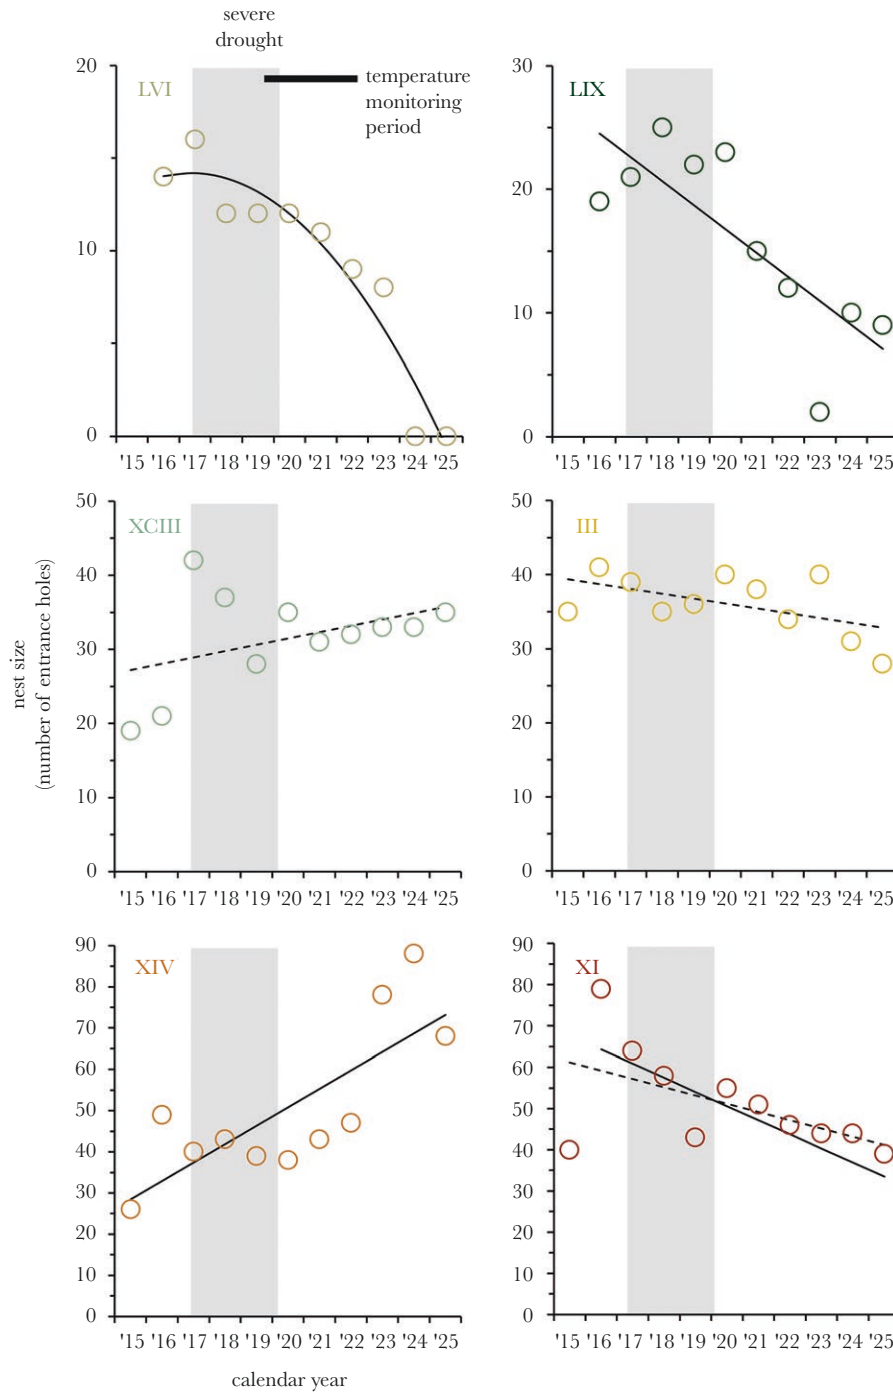 severe
drought
temperature
monitoring
period
LVI
20
10
0
'15 '16 '17 '18 '19 '20 '21 '22 '23 '24 '25
LIX
30
20
10
0
'15 '16 '17 '18 '19 '20 '21 '22 '23 '24 '25
nest size
(number of entrance holes)
XCIII
50
40
30
20
10
0
'15 '16 '17 '18 '19 '20 '21 '22 '23 '24 '25
III
50
40
30
20
10
0
'15 '16 '17 '18 '19 '20 '21 '22 '23 '24 '25
XIV
90
80
70
60
50
40
30
20
10
0
'15 '16 '17 '18 '19 '20 '21 '22 '23 '24 '25
XI
90
80
70
60
50
40
30
20
10
0
'15 '16 '17 '18 '19 '20 '21 '22 '23 '24 '25
calendar year